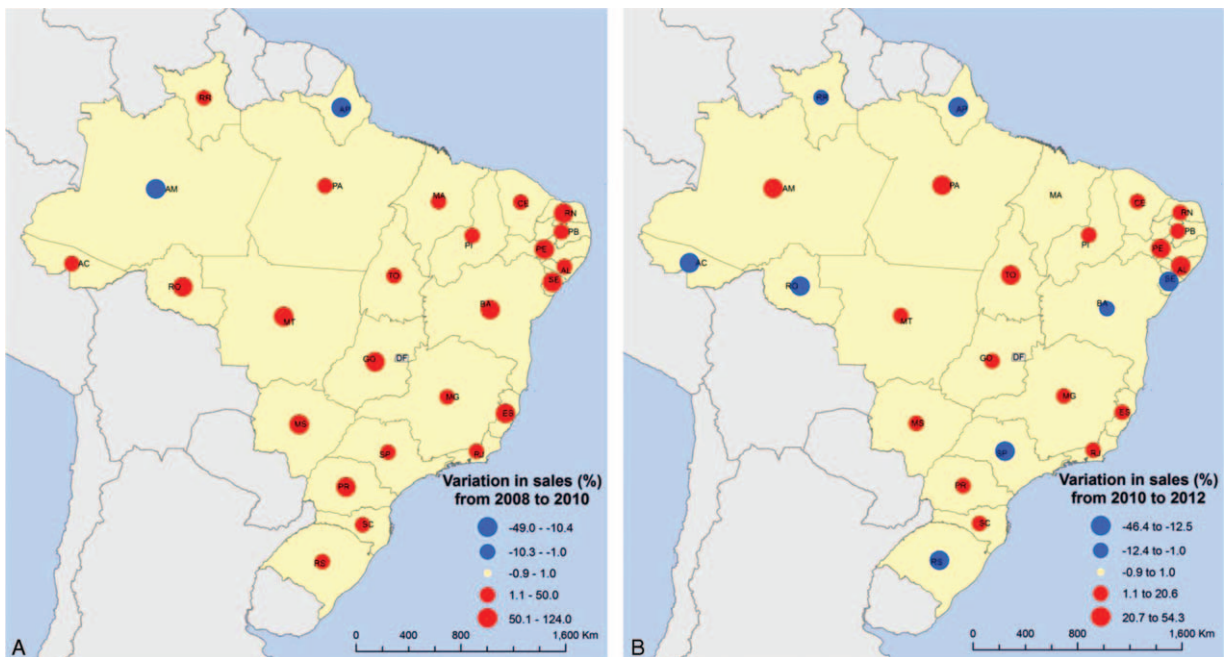 RR
AP
AM
PA
MA
CE
RN
PI
PB
PE
AC
TO
AL
RO
SE
BA
MT
GO
DF
MG
ES
MS
SP
RJ
PR
SC
RS
Variation in sales (%)
from 2008 to 2010
-49.0 - -10.4
-10.3 - -1.0
-0.9 - 1.0
1.1 - 50.0
50.1 - 124.0
0 400 800 1,600 Km
A
RR
AP
AM
PA
MA
CE
RN
PB
PI
PE
AC
AL
TO
SE
RO
BA
MT
GO
DF
MG
ES
MS
SP
RJ
PR
SC
RS
Variation in sales (%)
from 2010 to 2012
-46.4 to -12.5
-12.4 to -1.0
-0.9 to 1.0
1.1 to 20.6
20.7 to 54.3
0 400 800 1,600 Km
B